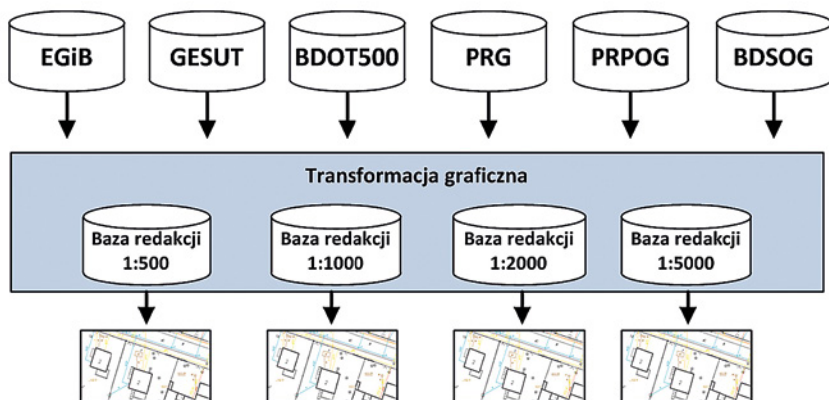 EGiB GESUT BDOT500 PRG PRPOG BDSOG
Transformacja graficzna
Baza redakcji
1:500
Baza redakcji
1:1000
Baza redakcji
1:2000
Baza redakcji
1:5000